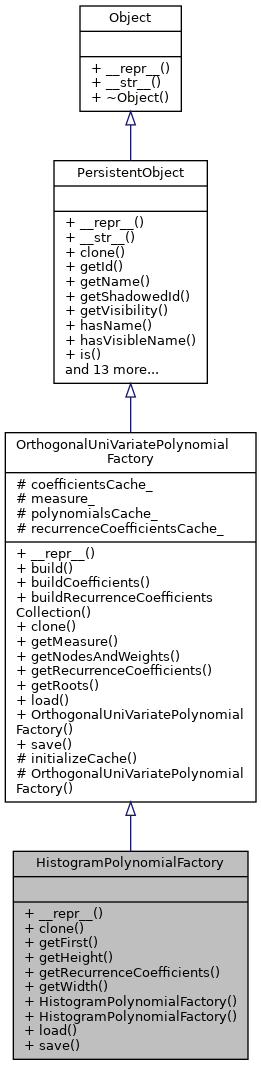 Object
+ __repr__()
+ __str__()
+ ~Object()
PersistentObject
+ __repr__()
+ __str__()
+ clone()
+ getId()
+ getName()
+ getShadowedId()
+ getVisibility()
+ hasName()
+ hasVisibleName()
+ is()
and 13 more...
OrthogonalUniVariatePolynomial
Factory
# coefficientsCache_
# measure_
# polynomialsCache_
# recurrenceCoefficientsCache_
+ __repr__()
+ build()
+ buildCoefficients()
+ buildRecurrenceCoefficients
Collection()
+ clone()
+ getMeasure()
+ getNodesAndWeights()
+ getRecurrenceCoefficients()
+ getRoots()
+ load()
+ OrthogonalUniVariatePolynomial
Factory()
+ save()
# initializeCache()
# OrthogonalUniVariatePolynomial
Factory()
HistogramPolynomialFactory
+ __repr__()
+ clone()
+ getFirst()
+ getHeight()
+ getRecurrenceCoefficients()
+ getWidth()
+ HistogramPolynomialFactory()
+ HistogramPolynomialFactory()
+ load()
+ save()